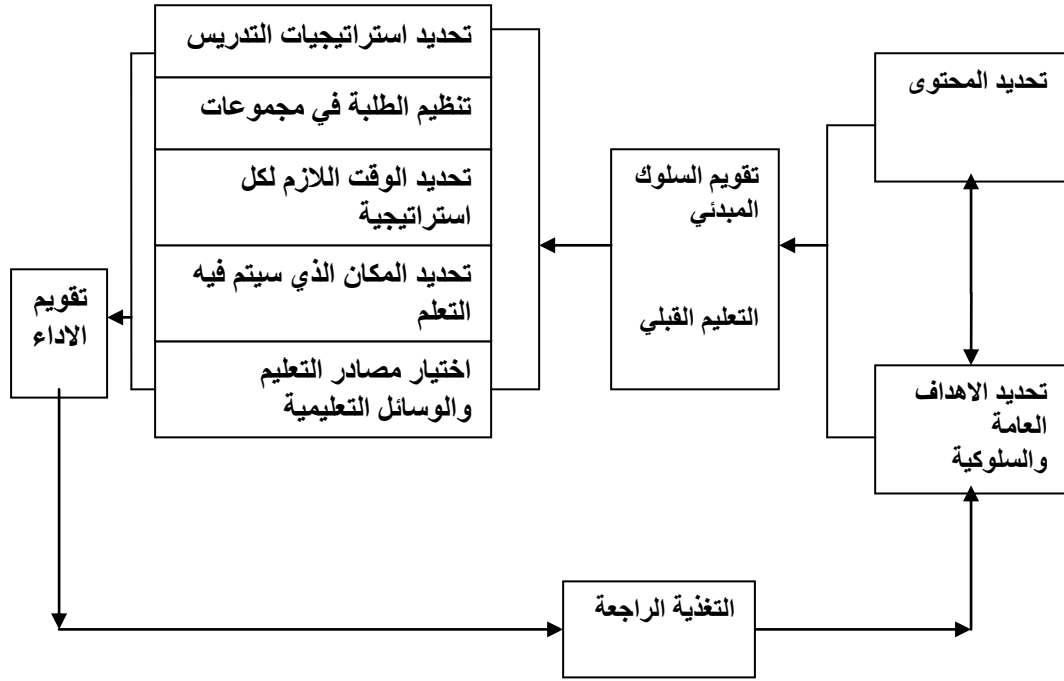 تحديد المحتوى
تحديد الاهداف
العامة
والسلوكية
تقويم السلوك
المبدئي
التعليم القبلي
تحديد استراتيجيات التدريس
تنظيم الطلبة في مجموعات
تحديد الوقت اللازم لكل
استراتيجية
تحديد المكان الذي سيتم فيه
التعلم
اختيار مصادر التعليم
والوسائل التعليمية
تقويم
الاداء
التغذية الراجعة